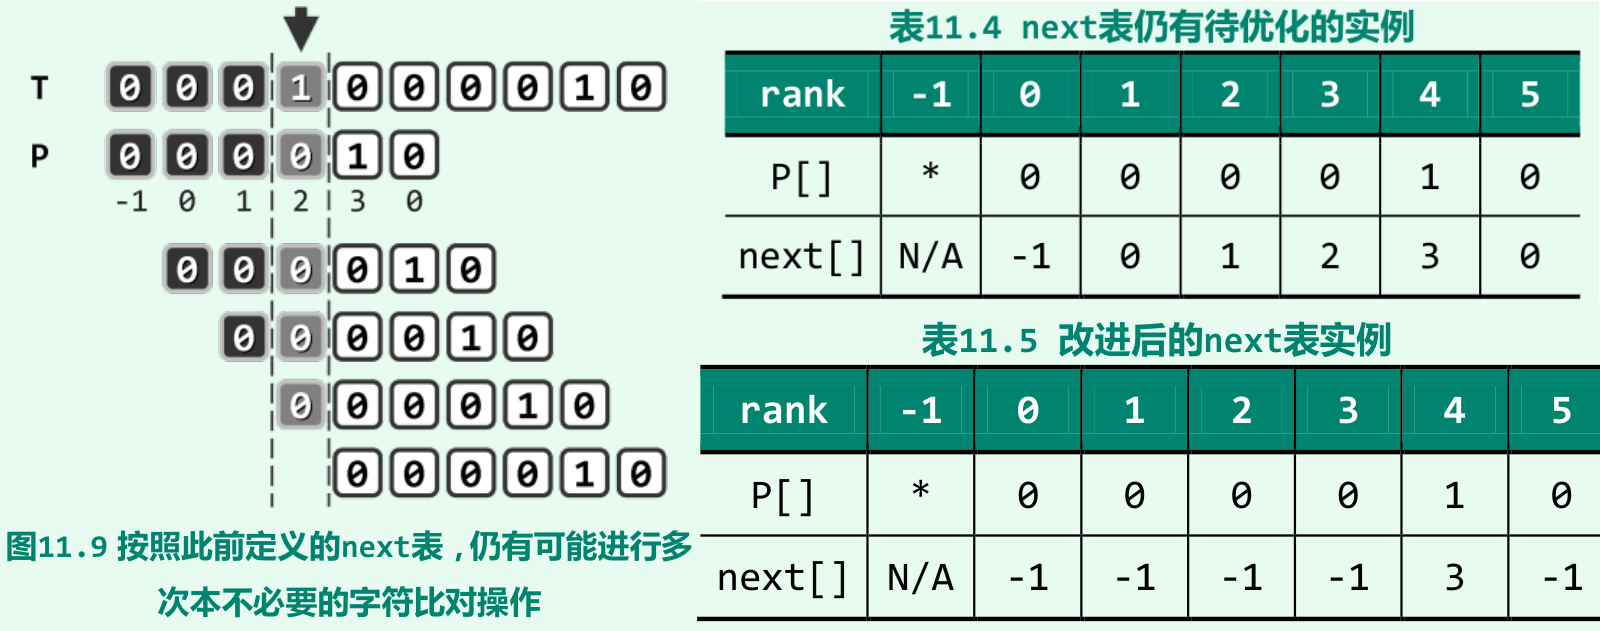 T 0 0 0 1 0 0 0 0 1 0
P 0 0 0 0 1 0
-1 0 1 2 3 0
0 0 0 0 1 0
0 0 0 0 1 0
0 0 0 0 1 0
0 0 0 0 1 0
图11.9 按照此前定义的next表,仍有可能进行多
次本不必要的字符比对操作
表11.4 next表仍有待优化的实例
rank -1 0 1 2 3 4 5
P[] * 0 0 0 0 1 0
next[] N/A -1 0 1 2 3 0
表11.5 改进后的next表实例
rank -1 0 1 2 3 4 5
P[] * 0 0 0 0 1 0
next[] N/A -1 -1 -1 -1 3 -1